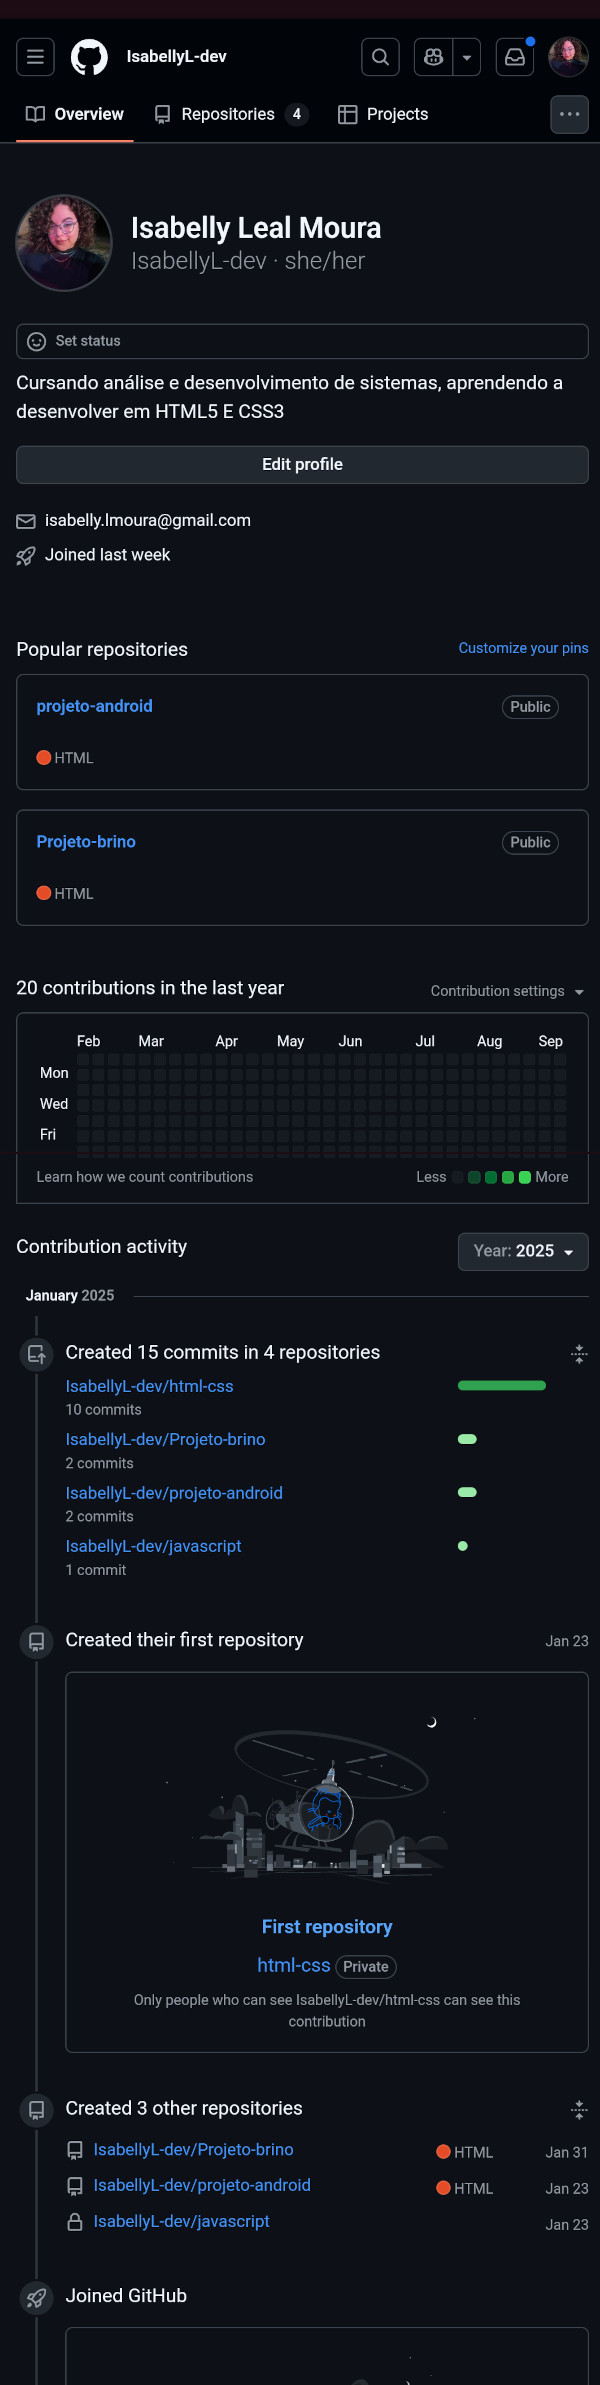 IsabellyL-dev
Overview
Repositories 4
Projects
Isabelly Leal Moura
IsabellyL-dev · she/her
Set status
Cursando análise e desenvolvimento de sistemas, aprendendo a
desenvolver em HTML5 E CSS3
Edit profile
isabelly.lmoura@gmail.com
Joined last week
Popular repositories
Customize your pins
projeto-android
Public
HTML
Projeto-brino
Public
HTML
20 contributions in the last year
Contribution settings
Feb Mar Apr May Jun Jul Aug Sep
Mon
Wed
Fri
Learn how we count contributions
Less More
Contribution activity
Year: 2025
January 2025
Created 15 commits in 4 repositories
IsabellyL-dev/html-css
10 commits
IsabellyL-dev/Projeto-brino
2 commits
IsabellyL-dev/projeto-android
2 commits
IsabellyL-dev/javascript
1 commit
Created their first repository
Jan 23
First repository
html-css Private
Only people who can see IsabellyL-dev/html-css can see this
contribution
Created 3 other repositories
IsabellyL-dev/Projeto-brino HTML Jan 31
IsabellyL-dev/projeto-android HTML Jan 23
IsabellyL-dev/javascript Jan 23
Joined GitHub